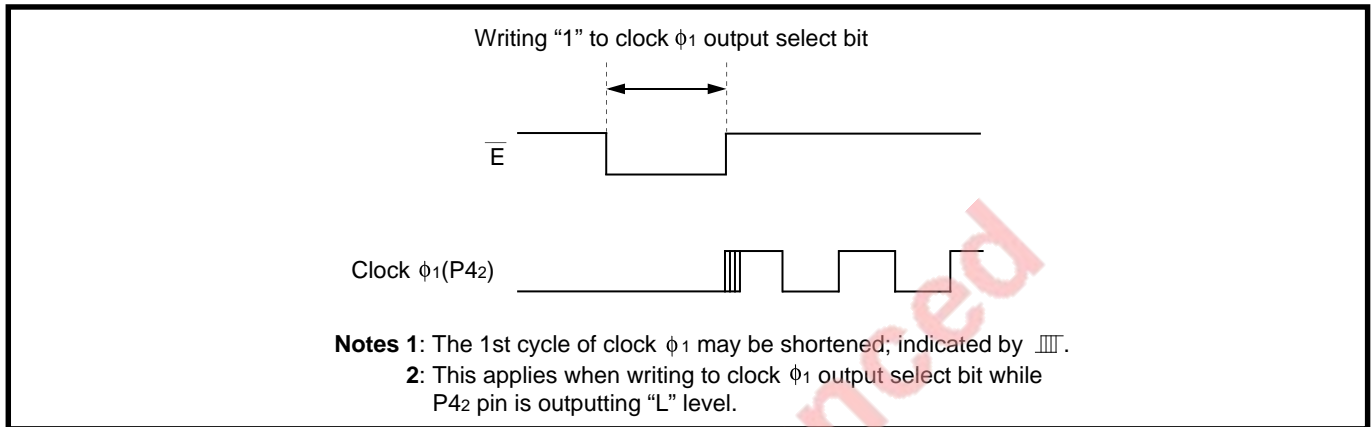 Writing “1” to clock ϕ1 output select bit
E
Clock ϕ1(P42)
Notes 1: The 1st cycle of clock ϕ1 may be shortened; indicated by .
2: This applies when writing to clock ϕ1 output select bit while
P42 pin is outputting “L” level.
nced